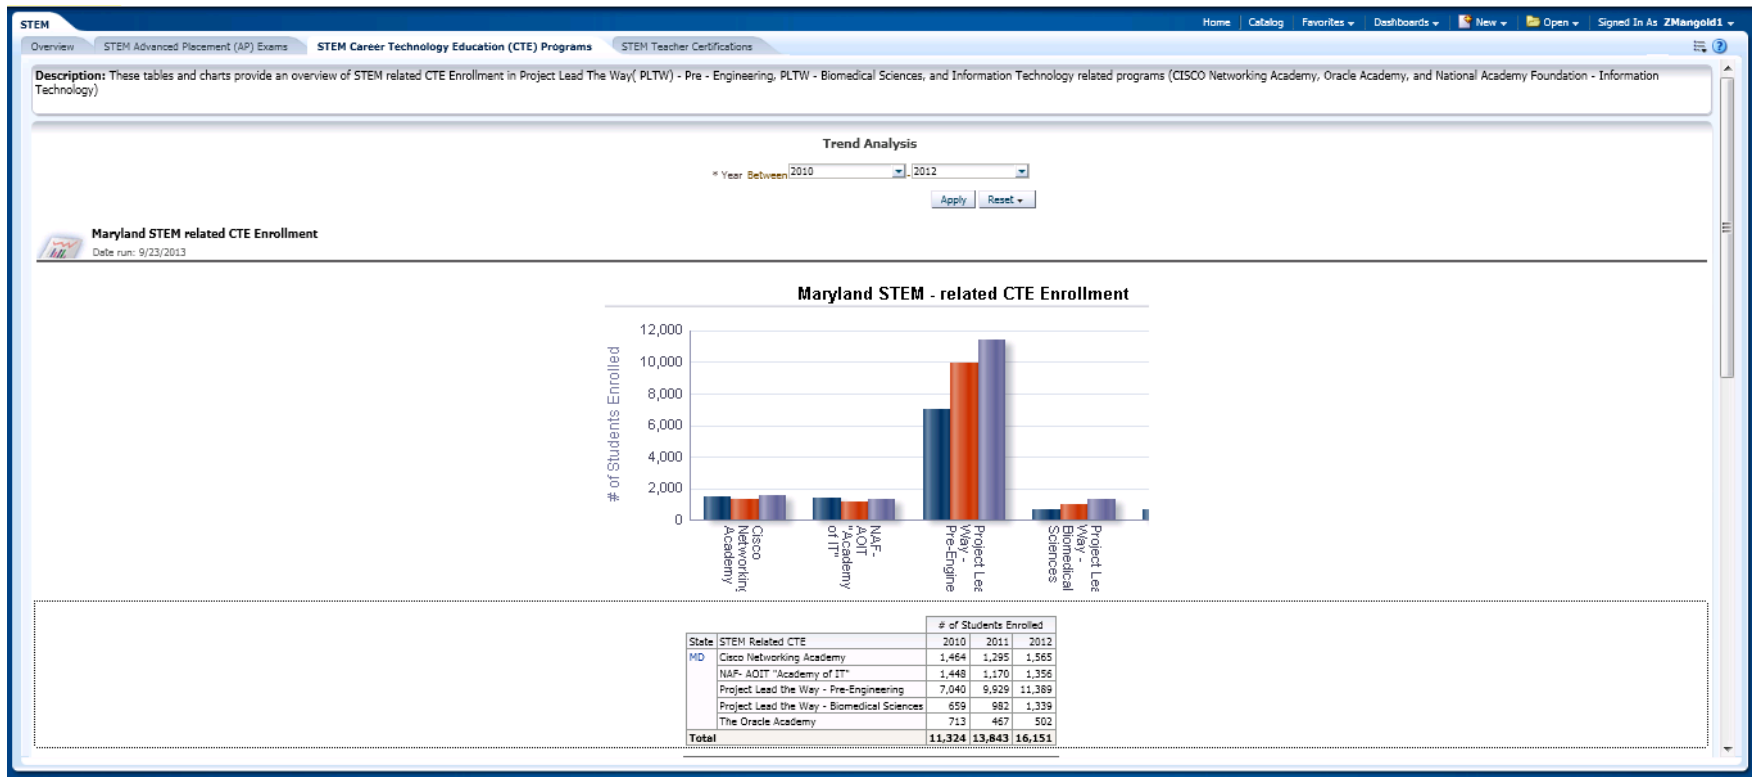 STEM
Home Catalog Favorites Dashboards New Open Signed In As ZMangold1
Overview STEM Advanced Placement (AP) Exams STEM Career Technology Education (CTE) Programs STEM Teacher Certifications
Description: These tables and charts provide an overview of STEM related CTE Enrollment in Project Lead The Way( PLTW) - Pre - Engineering, PLTW - Biomedical Sciences, and Information Technology related programs (CISCO Networking Academy, Oracle Academy, and National Academy Foundation - Information
Technology)
Trend Analysis
* Year Between 2010 - 2012
Apply Reset
Maryland STEM related CTE Enrollment
Date run: 9/23/2013
Maryland STEM - related CTE Enrollment
# of Students Enrolled
12,000
10,000
8,000
6,000
4,000
2,000
0
Cisco
Networking
Academy
NAF-
AOIT
"Academy
of IT"
Project Lea
Way -
Pre-Engine
Project Lea
Way -
Biomedical
Sciences
# of Students Enrolled
State STEM Related CTE 2010 2011 2012
MD Cisco Networking Academy 1,464 1,295 1,565
NAF- AOIT "Academy of IT" 1,448 1,170 1,356
Project Lead the Way - Pre-Engineering 7,040 9,929 11,389
Project Lead the Way - Biomedical Sciences 659 982 1,339
The Oracle Academy 713 467 502
Total 11,324 13,843 16,151